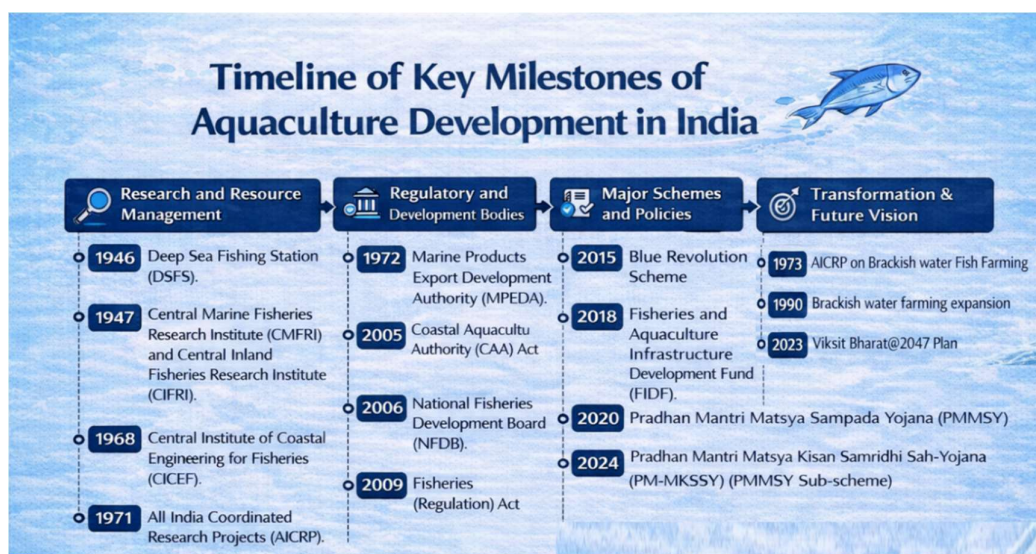 Timeline of Key Milestones of
Aquaculture Development in India
Research and Resource
Management
1946 Deep Sea Fishing Station
(DSFS).
1947 Central Marine Fisheries
Research Institute (CMFRI)
and Central Inland
Fisheries Research Institute
(CIFRI).
1968 Central Institute of Coastal
Engineering for Fisheries
(CICEF).
1971 All India Coordinated
Research Projects (AICRP).
Regulatory and
Development Bodies
1972 Marine Products
Export Development
Authority (MPEDA).
2005 Coastal Aquacultu
Authority (CAA) Act
2006 National Fisheries
Development Board
(NFDB).
2009 Fisheries
(Regulation) Act
Major Schemes
and Policies
2015 Blue Revolution
Scheme
2018 Fisheries and
Aquaculture
Infrastructure
Development Fund
(FIDF).
2020 Pradhan Mantri Matsya Sampada Yojana (PMMSY)
2024 Pradhan Mantri Matsya Kisan Samridhi Sah-Yojana
(PM-MKSSY) (PMMSY Sub-scheme)
Transformation &
Future Vision
1973 AICRP on Brackish water Fish Farming
1990 Brackish water farming expansion
2023 Viksit Bharat@2047 Plan